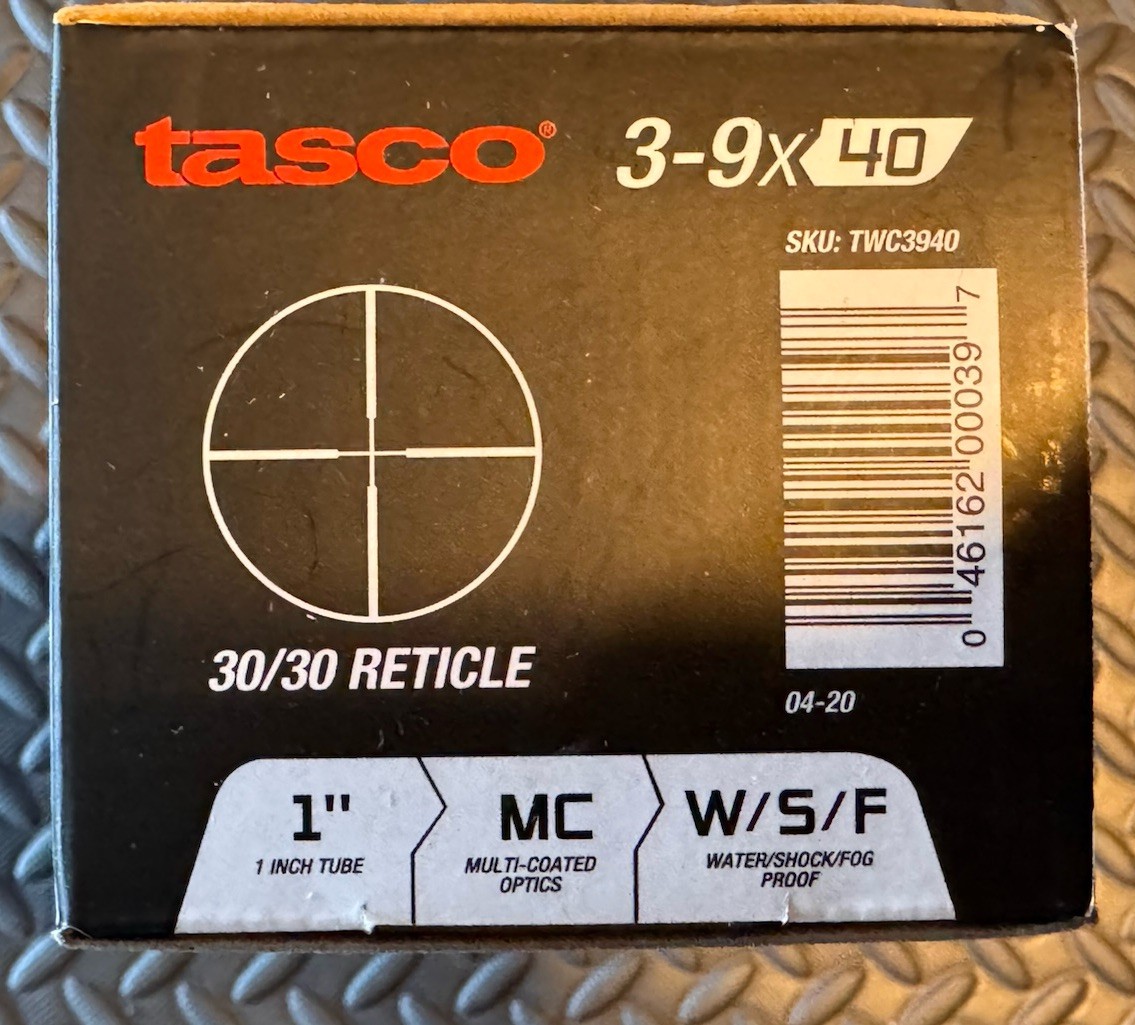 tasco®
3-9x40
SKU: TWC3940
0 46162 00039 7
04-20
30/30 RETICLE
1"
1 INCH TUBE
MC
MULTI-COATED
OPTICS
W/S/F
WATER/SHOCK/FOG
PROOF